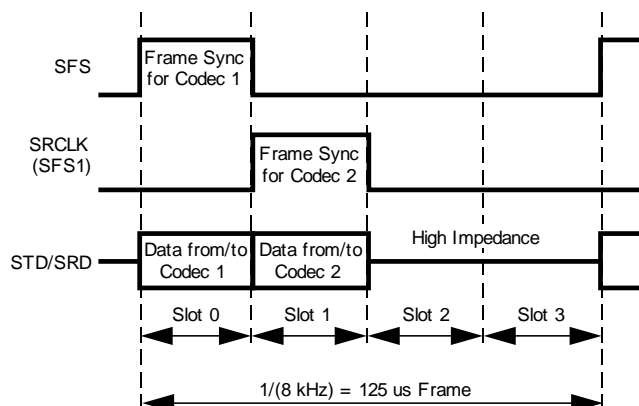 SFS
Frame Sync
for Codec 1
SRCLK
(SFS1)
Frame Sync
for Codec 2
STD/SRD
Data from/to
Codec 1
Data from/to
Codec 2
High Impedance
Slot 0
Slot 1
Slot 2
Slot 3
1/(8 kHz) = 125 us Frame